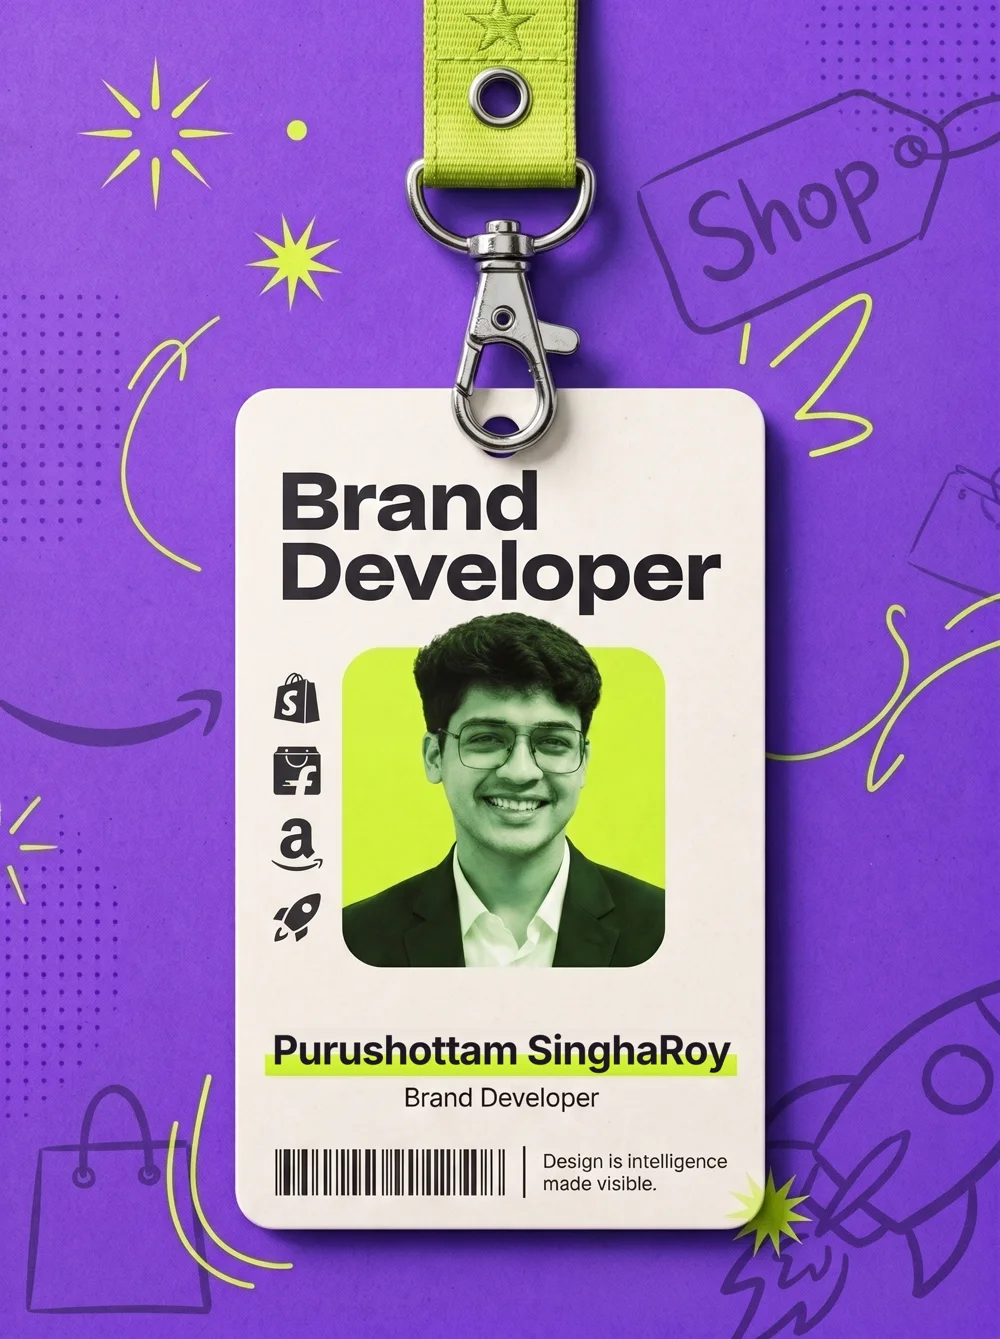 Shop
Brand
Developer
S
f
a
Purushottam SinghaRoy
Brand Developer
Design is intelligence
made visible.